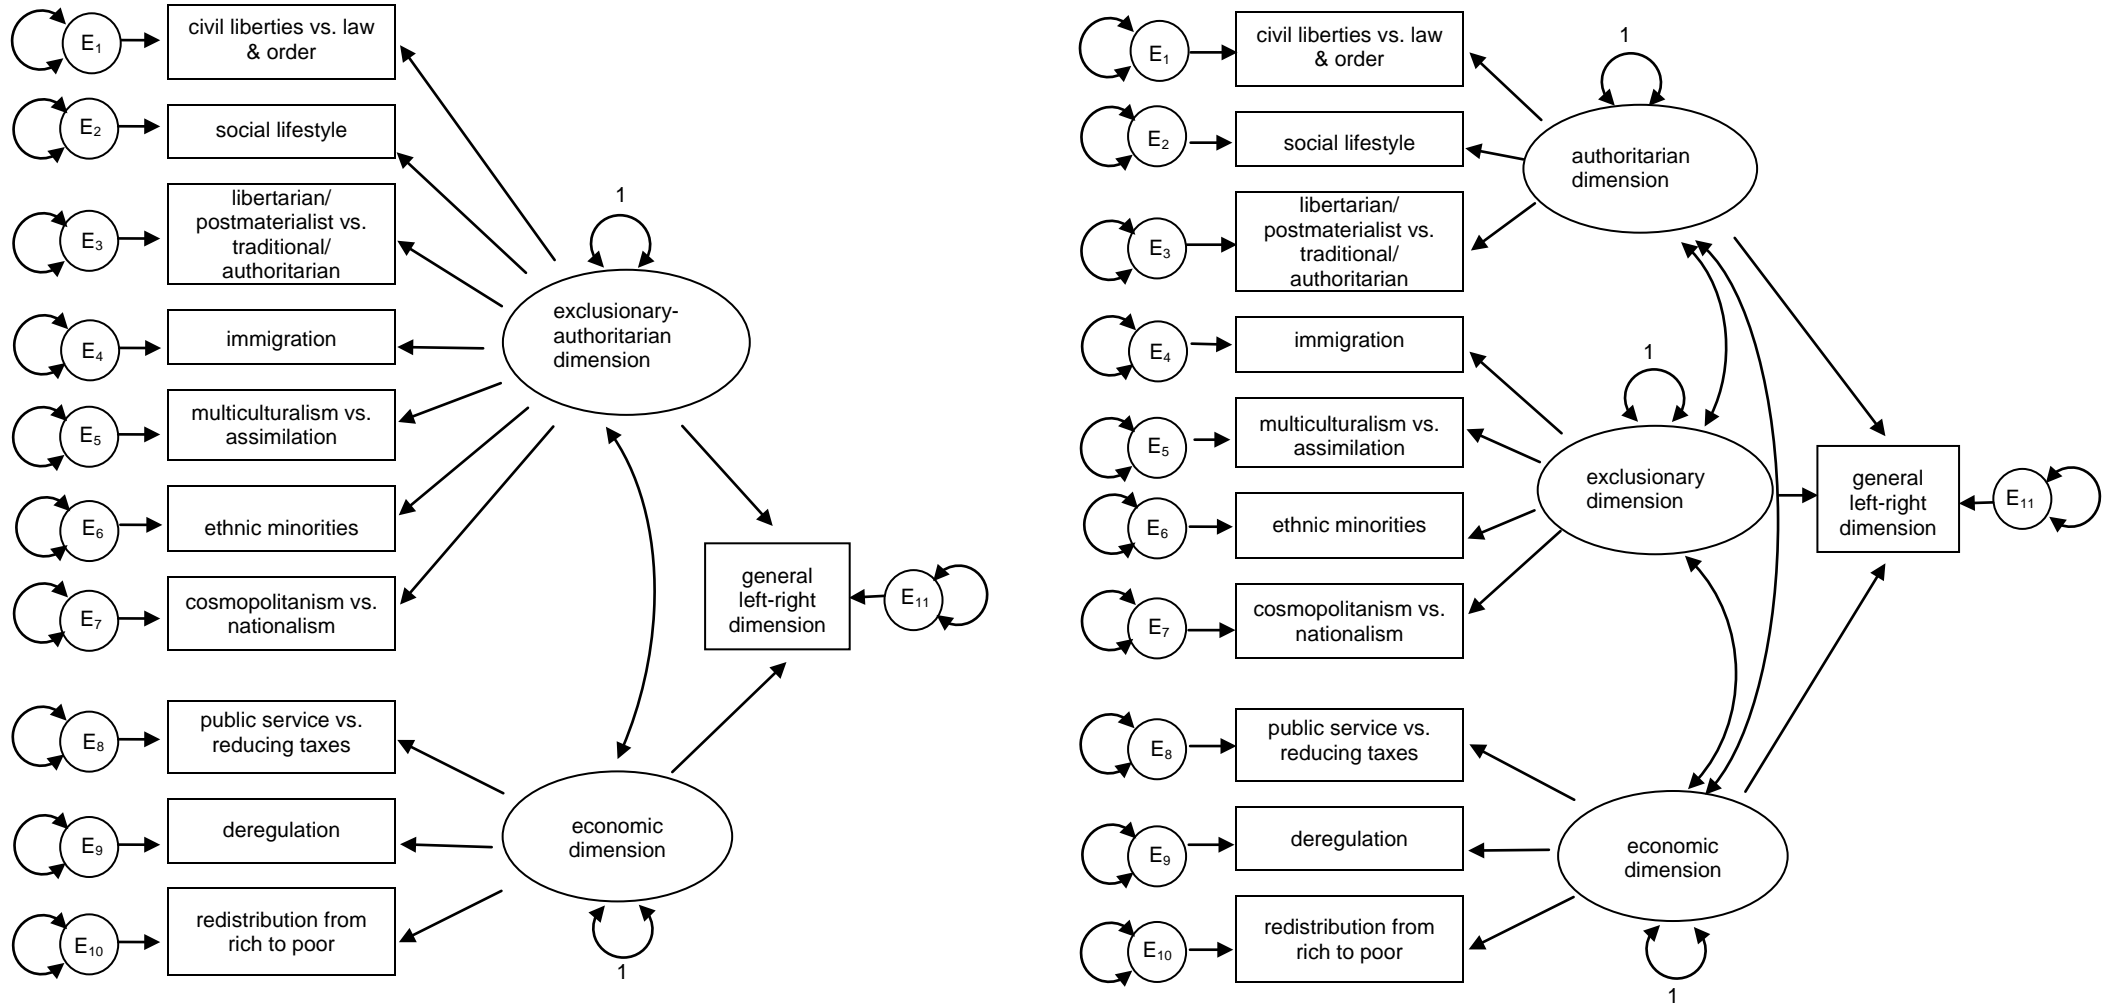 E1
civil liberties vs. law
& order
E2
social lifestyle
E3
libertarian/
postmaterialist vs.
traditional/
authoritarian
E4
immigration
E5
multiculturalism vs.
assimilation
E6
ethnic minorities
E7
cosmopolitanism vs.
nationalism
E8
public service vs.
reducing taxes
E9
deregulation
E10
redistribution from
rich to poor
1
exclusionary-
authoritarian
dimension
general
left-right
dimension
E11
economic
dimension
1
E1
civil liberties vs. law
& order
E2
social lifestyle
E3
libertarian/
postmaterialist vs.
traditional/
authoritarian
E4
immigration
E5
multiculturalism vs.
assimilation
E6
ethnic minorities
E7
cosmopolitanism vs.
nationalism
E8
public service vs.
reducing taxes
E9
deregulation
E10
redistribution from
rich to poor
1
authoritarian
dimension
1
exclusionary
dimension
general
left-right
dimension
E11
economic
dimension
1